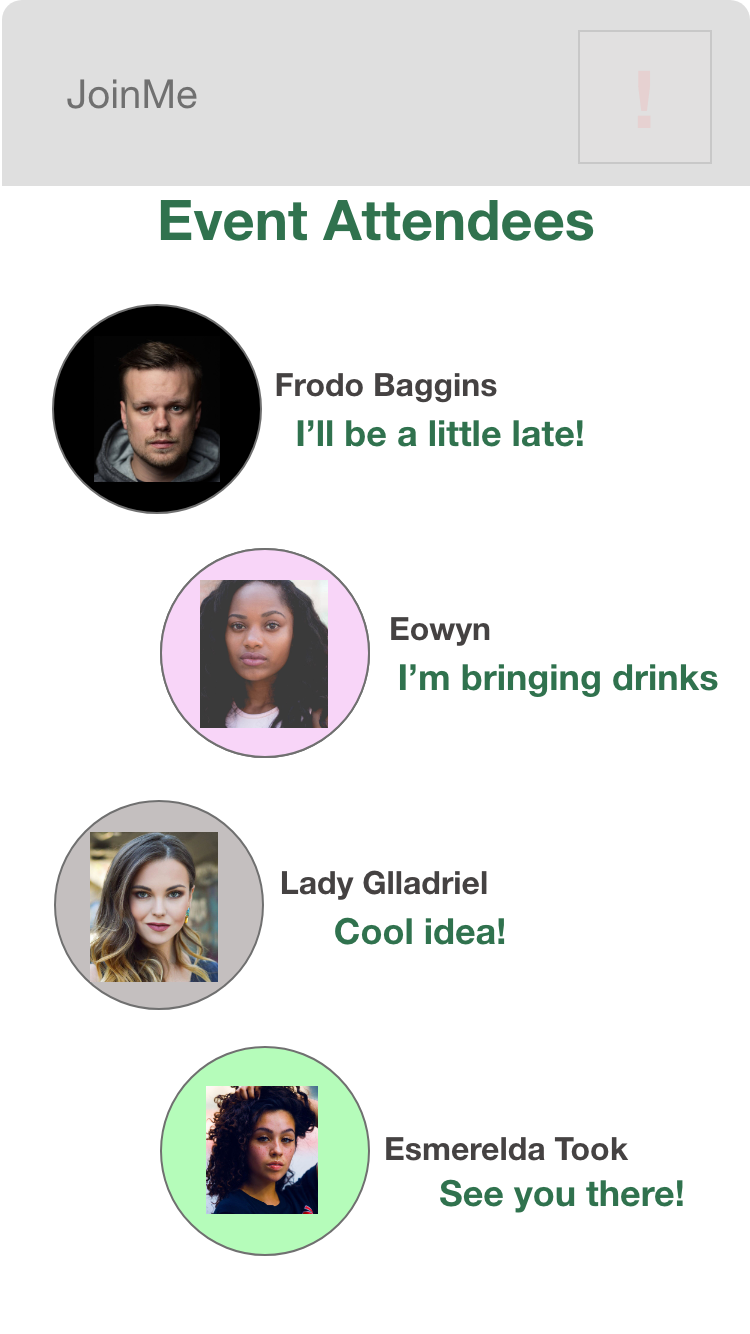 JoinMe
!
Event Attendees
Frodo Baggins
I’ll be a little late!
Eowyn
I’m bringing drinks
Lady Glladriel
Cool idea!
Esmerelda Took
See you there!